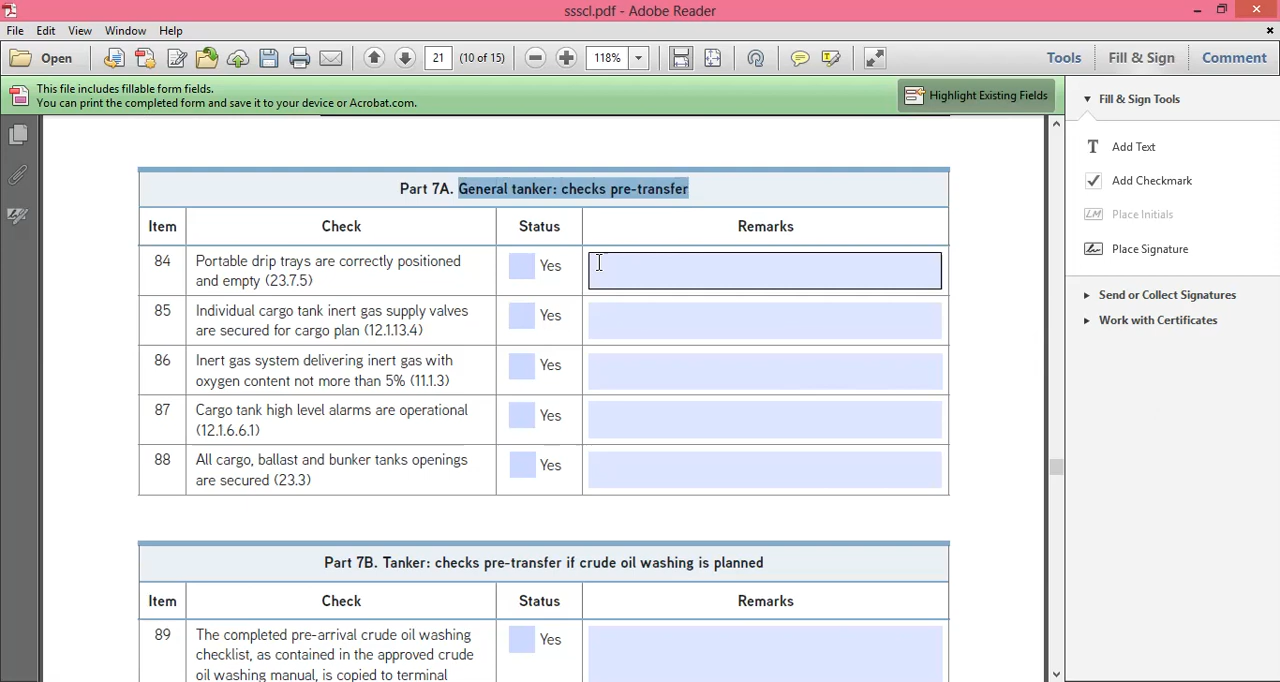 ssscl.pdf - Adobe Reader
File Edit View Window Help
Open 21 (10 of 15) 118% Tools Fill & Sign Comment
This file includes fillable form fields.
You can print the completed form and save it to your device or Acrobat.com.
Highlight Existing Fields
Fill & Sign Tools
T Add Text
Add Checkmark
LM Place Initials
Place Signature
Send or Collect Signatures
Work with Certificates
Part 7A. General tanker: checks pre-transfer
Item Check Status Remarks
84 Portable drip trays are correctly positioned
and empty (23.7.5) Yes
85 Individual cargo tank inert gas supply valves
are secured for cargo plan (12.1.13.4) Yes
86 Inert gas system delivering inert gas with
oxygen content not more than 5% (11.1.3) Yes
87 Cargo tank high level alarms are operational
(12.1.6.6.1) Yes
88 All cargo, ballast and bunker tanks openings
are secured (23.3) Yes
Part 7B. Tanker: checks pre-transfer if crude oil washing is planned
Item Check Status Remarks
89 The completed pre-arrival crude oil washing
checklist, as contained in the approved crude
oil washing manual, is copied to terminal Yes